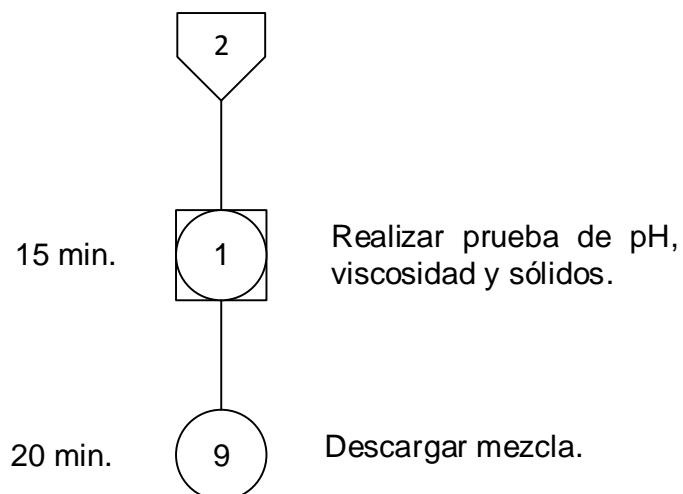 2
15 min.
1
Realizar prueba de pH,
viscosidad y sólidos.
20 min.
9
Descargar mezcla.